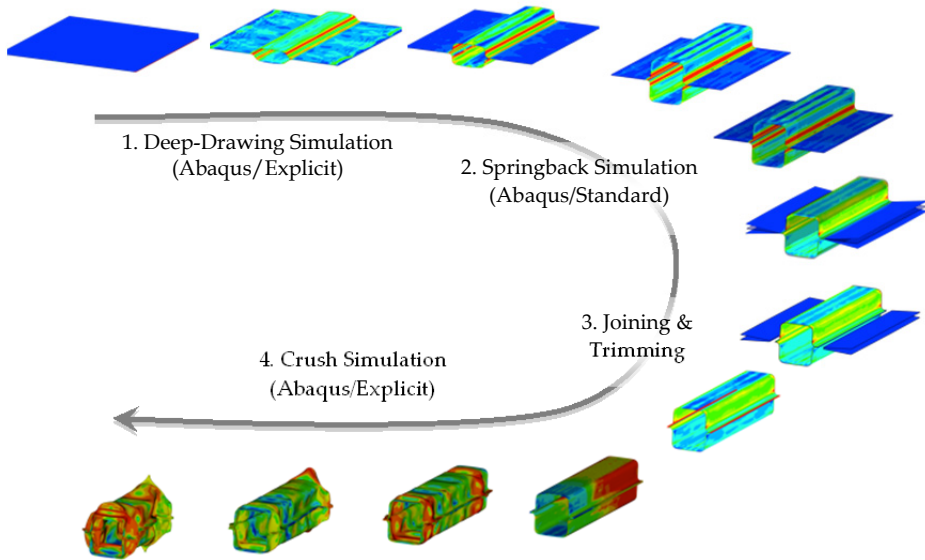 1. Deep-Drawing Simulation
(Abaqus/Explicit)
2. Springback Simulation
(Abaqus/Standard)
3. Joining &
Trimming
4. Crush Simulation
(Abaqus/Explicit)